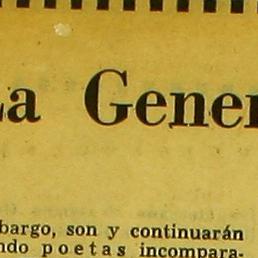 La Gener
bargo, son y continuarán
ndo poetas incompara-